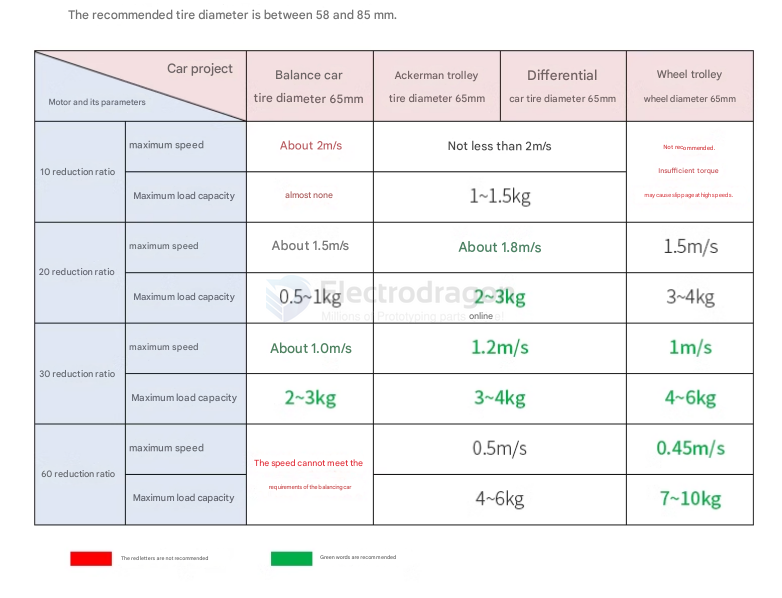 The recommended tire diameter is between 58 and 85 mm.
Car project
Motor and its parameters
Balance car
tire diameter 65mm
Ackerman trolley
tire diameter 65mm
Differential
car tire diameter 65mm
Wheel trolley
wheel diameter 65mm
10 reduction ratio
maximum speed
About 2m/s
Not less than 2m/s
Not recommended.
Insufficient torque
may cause slippage at high speeds.
Maximum load capacity
almost none
1~1.5kg
20 reduction ratio
maximum speed
About 1.5m/s
About 1.8m/s
1.5m/s
Maximum load capacity
0.5~1kg
2~3kg
3~4kg
Electrodragon
Millions of Prototyping parts online!
30 reduction ratio
maximum speed
About 1.0m/s
1.2m/s
1m/s
Maximum load capacity
2~3kg
3~4kg
4~6kg
60 reduction ratio
maximum speed
The speed cannot meet the
requirements of the balancing car
0.5m/s
0.45m/s
Maximum load capacity
4~6kg
7~10kg
The red letters are not recommended
Green words are recommended